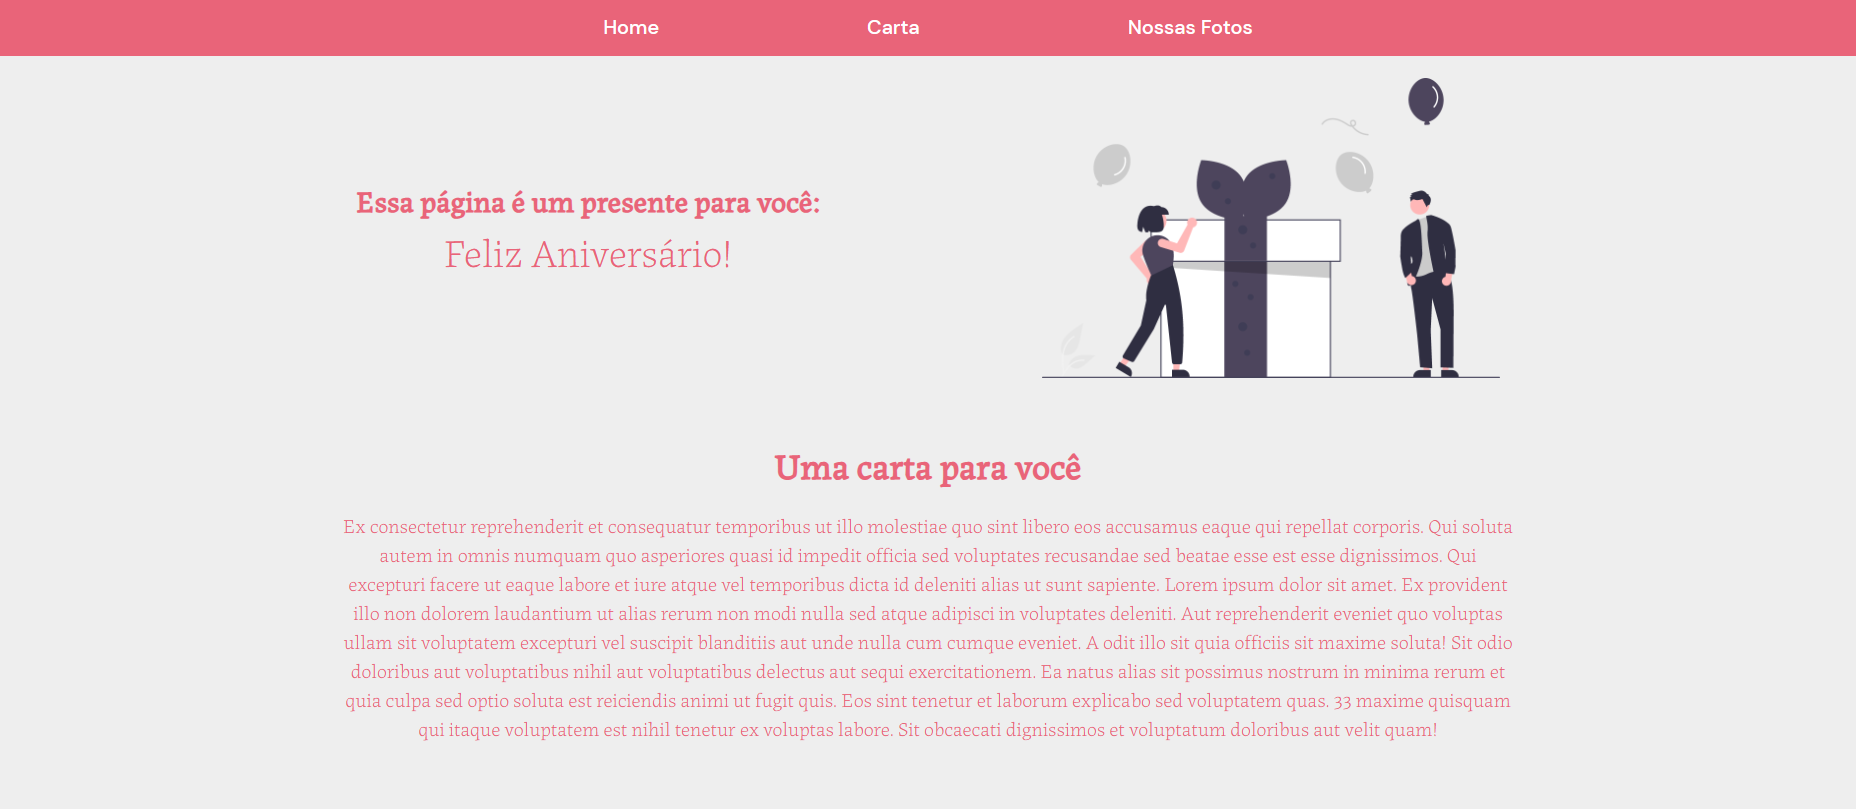 Home Carta Nossas Fotos
Essa página é um presente para você:
Feliz Aniversário!
Uma carta para você
Ex consectetur reprehenderit et consequatur temporibus ut illo molestiae quo sint libero eos accusamus eaque qui repellat corporis. Qui soluta
autem in omnis numquam quo asperiores quasi id impedit officia sed voluptates recusandae sed beatae esse est esse dignissimos. Qui
excepturi facere ut eaque labore et iure atque vel temporibus dicta id deleniti alias ut sunt sapiente. Lorem ipsum dolor sit amet. Ex provident
illo non dolorem laudantium ut alias rerum non modi nulla sed atque adipisci in voluptates deleniti. Aut reprehenderit eveniet quo voluptas
ullam sit voluptatem excepturi vel suscipit blanditiis aut unde nulla cum cumque eveniet. A odit illo sit quia officiis sit maxime soluta! Sit odio
doloribus aut voluptatibus nihil aut voluptatibus delectus aut sequi exercitationem. Ea natus alias sit possimus nostrum in minima rerum et
quia culpa sed optio soluta est reiciendis animi ut fugit quis. Eos sint tenetur et laborum explicabo sed voluptatem quas. 33 maxime quisquam
qui itaque voluptatem est nihil tenetur ex voluptas labore. Sit obcaecati dignissimos et voluptatum doloribus aut velit quam!